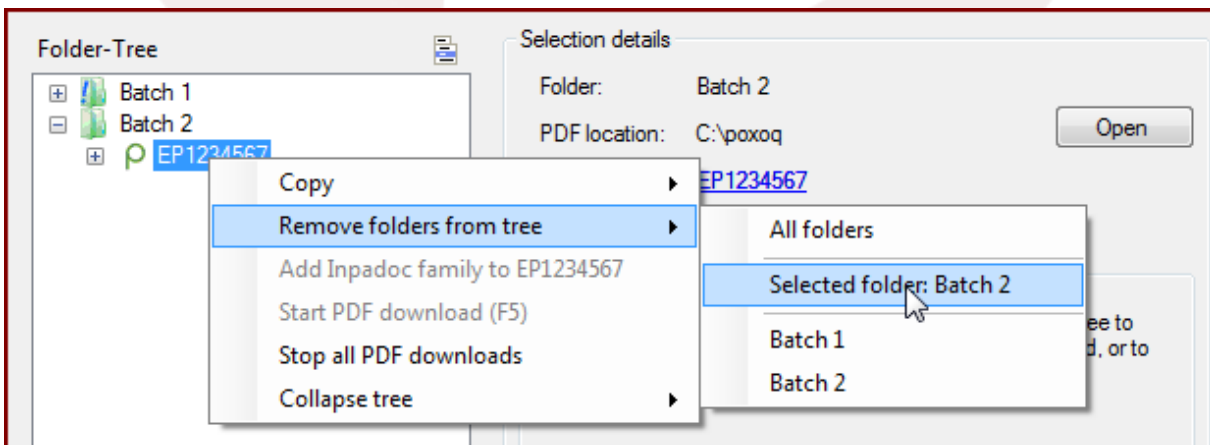 Folder-Tree
Batch 1
Batch 2
EP1234567
Selection details
Folder: Batch 2
PDF location: C:\poxoq
Open
EP1234567
Copy
Remove folders from tree
Add Inpadoc family to EP1234567
Start PDF download (F5)
Stop all PDF downloads
Collapse tree
All folders
Selected folder: Batch 2
Batch 1
Batch 2
ee to
d, or to